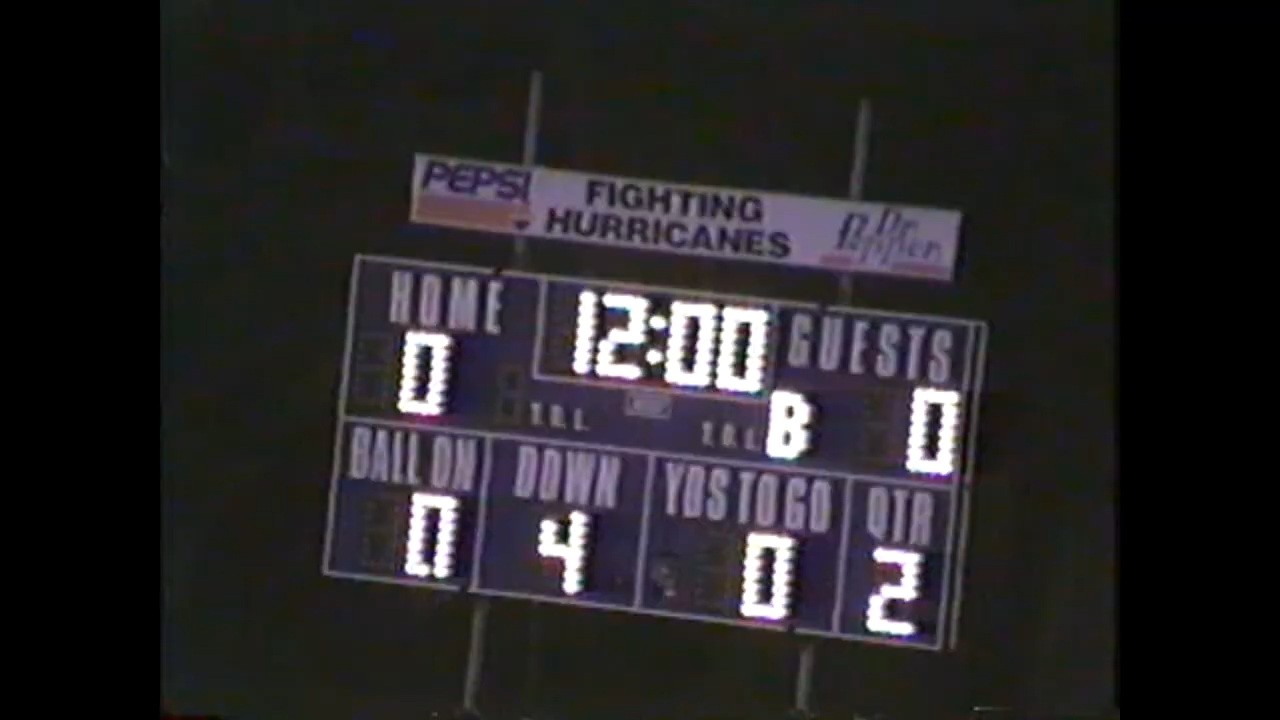 PEPSI
FIGHTING
HURRICANES
Dr
Pepper
HOME
12:00
GUESTS
0
T.O.L.
T.O.L.
8
0
BALL ON
DOWN
YDS TO GO
QTR
0
4
0
2